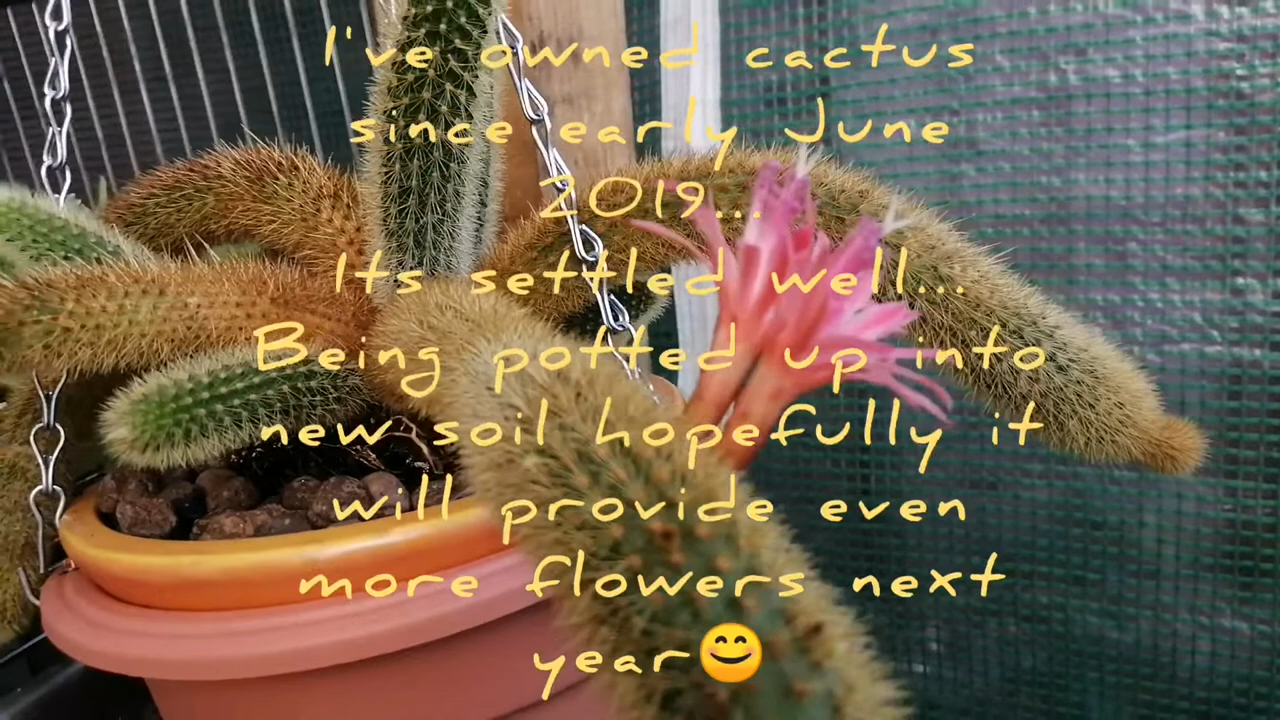 I've owned cactus
since early June
2019...
Its settled well...
Being potted up into
new soil hopefully it
will provide even
more flowers next
year😊